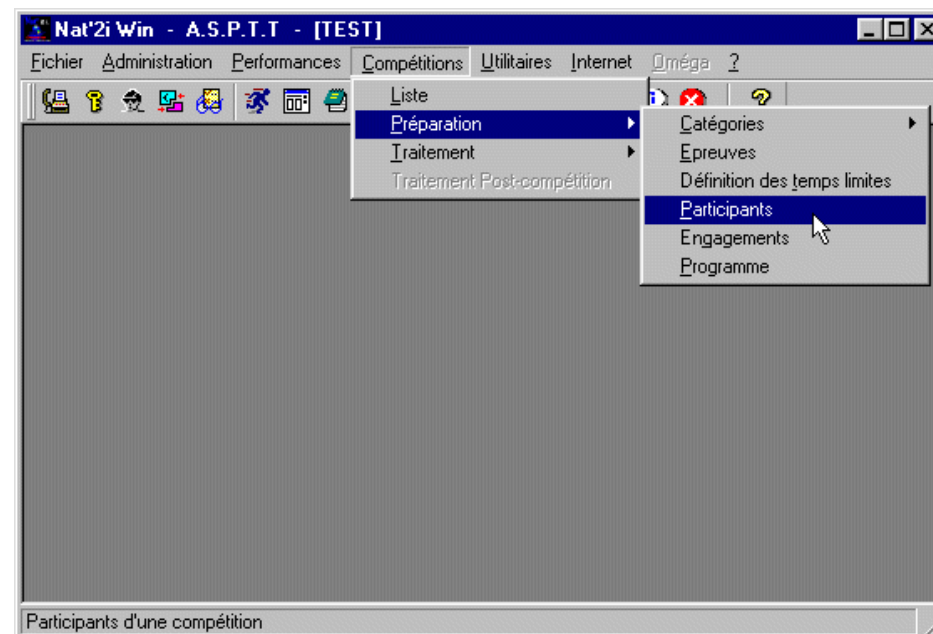 Nat'2i Win - A.S.P.T.T - [TEST]
Fichier Administration Performances Compétitions Utilitaires Internet Oméga ?
Liste
Préparation
Traitement
Traitement Post-compétition
Catégories
Epreuves
Définition des temps limites
Participants
Engagements
Programme
Participants d'une compétition